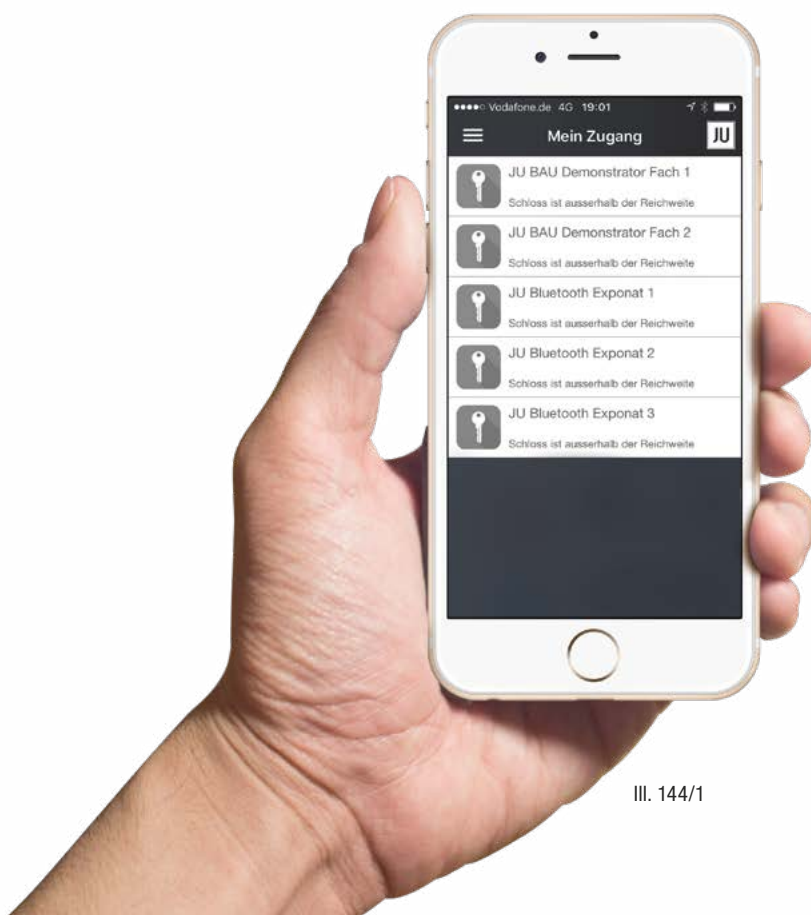 Vodafone.de 4G 19:01
Mein Zugang JU
JU BAU Demonstrator Fach 1
Schloss ist ausserhalb der Reichweite
JU BAU Demonstrator Fach 2
Schloss ist ausserhalb der Reichweite
JU Bluetooth Exponat 1
Schloss ist ausserhalb der Reichweite
JU Bluetooth Exponat 2
Schloss ist ausserhalb der Reichweite
JU Bluetooth Exponat 3
Schloss ist ausserhalb der Reichweite
Ill. 144/1